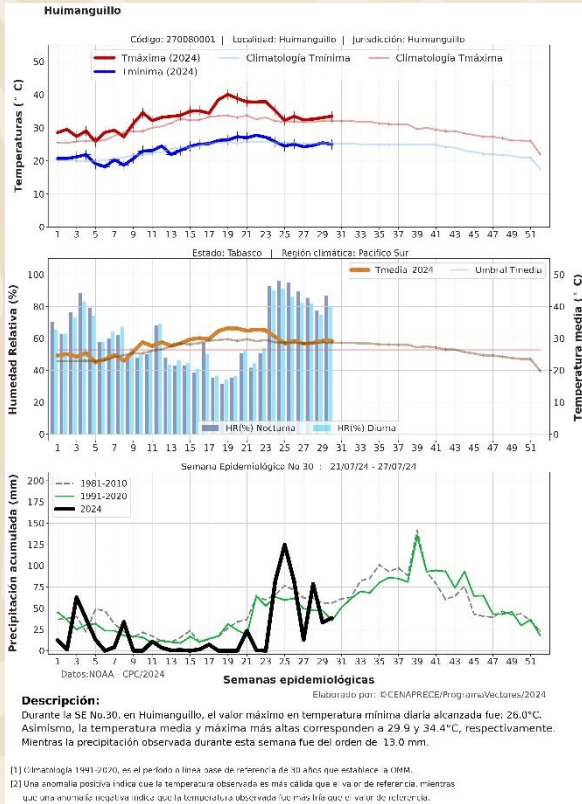 Huimanguillo
Código: 270080001 | Localidad: Huimanguillo | Jurisdicción: Huimanguillo
Tmáxima (2024)
Climatología Tmínima
Climatología Tmáxima
Tmínima (2024)
Temperaturas (° C)
50
40
30
20
10
0
1 3 5 7 9 11 13 15 17 19 21 23 25 27 29 31 33 35 37 39 41 43 45 47 49 51
Estado: Tabasco | Región climática: Pacifico Sur
Tmedia 2024
Umbral Tmedia
Humedad Relativa (%)
100
80
60
40
20
0
Temperatura media (° C)
50
40
30
20
10
0
HR(%) Nocturna
HR(%) Diurna
1 3 5 7 9 11 13 15 17 19 21 23 25 27 29 31 33 35 37 39 41 43 45 47 49 51
Semana Epidemiológica No 30 : 21/07/24 - 27/07/24
1981-2010
1991-2020
2024
Precipitación acumulada (mm)
200
175
150
125
100
75
50
25
0
1 3 5 7 9 11 13 15 17 19 21 23 25 27 29 31 33 35 37 39 41 43 45 47 49 51
Datos:NOAA - CPC/2024
Semanas epidemiológicas
Elaborado por: ©CENAPRECE/ProgramaVectores/2024
Descripción:
Durante la SE No.30, en Huimanguillo, el valor máximo en temperatura mínima diaria alcanzada fue: 26.0°C.
Asimismo, la temperatura media y máxima más altas corresponden a 29.9 y 34.4°C, respectivamente.
Mientras la precipitación observada durante esta semana fue del orden de 13.0 mm.
[1] Climatología 1991-2020, es el período o línea base de referencia de 30 años que establece la OMM.
[2] Una anomalía positiva indica que la temperatura observada es más cálida que el valor de referencia, mientras
que una anomalía negativa indica que la temperatura observada fue más fría que el valor de referencia.